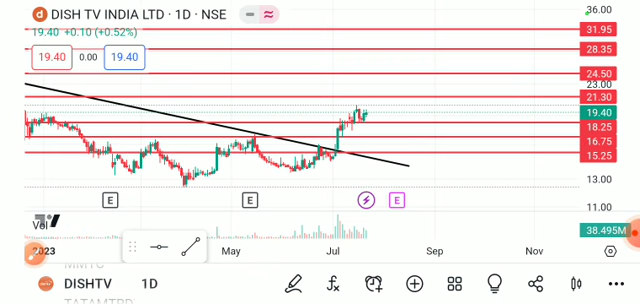 DISH TV INDIA LTD · 1D · NSE
36.00
19.40 +0.10 (+0.52%)
31.95
19.40 0.00 19.40
28.35
24.50
23.00
21.30
19.40
18.25
16.75
15.25
13.00
E E E
11.00
Vol
38.495M
2023 May Jul Sep Nov
DISHTV 1D